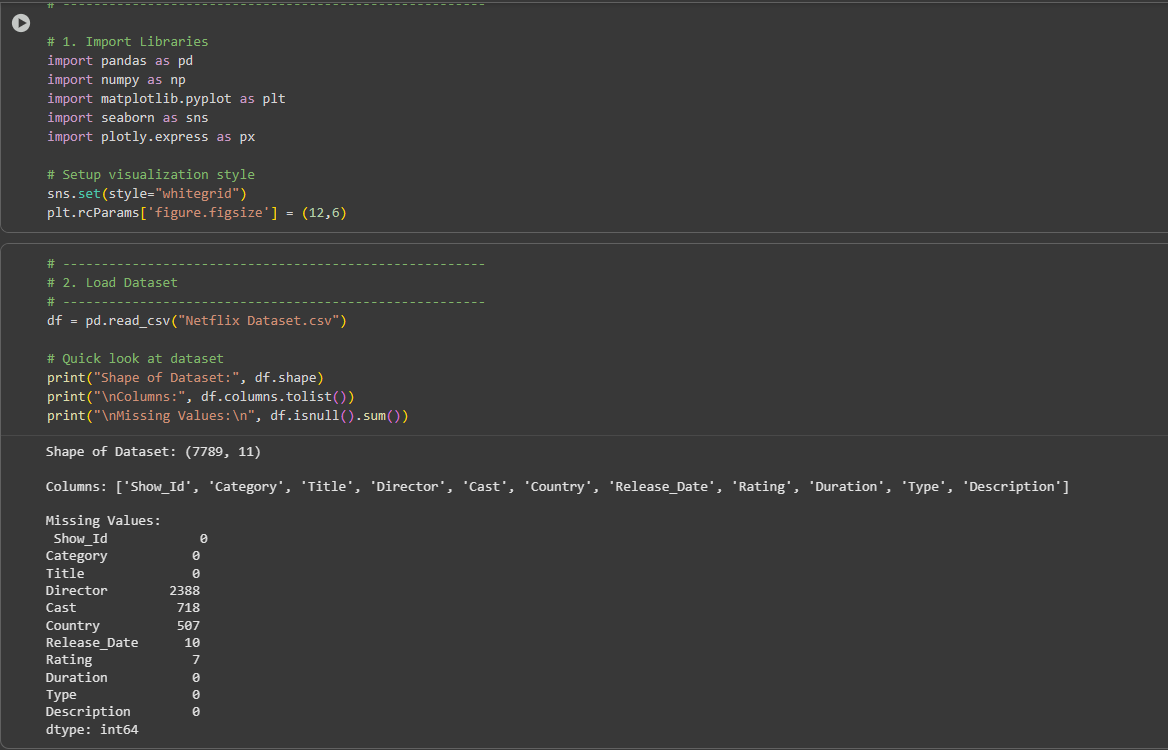 # -------------------------------------------------------
# 1. Import Libraries
import pandas as pd
import numpy as np
import matplotlib.pyplot as plt
import seaborn as sns
import plotly.express as px
# Setup visualization style
sns.set(style="whitegrid")
plt.rcParams['figure.figsize'] = (12,6)
# -------------------------------------------------------
# 2. Load Dataset
# -------------------------------------------------------
df = pd.read_csv("Netflix Dataset.csv")
# Quick look at dataset
print("Shape of Dataset:", df.shape)
print("\nColumns:", df.columns.tolist())
print("\nMissing Values:\n", df.isnull().sum())
Shape of Dataset: (7789, 11)
Columns: ['Show_Id', 'Category', 'Title', 'Director', 'Cast', 'Country', 'Release_Date', 'Rating', 'Duration', 'Type', 'Description']
Missing Values:
 Show_Id            0
Category           0
Title              0
Director        2388
Cast             718
Country          507
Release_Date      10
Rating             7
Duration           0
Type               0
Description        0
dtype: int64